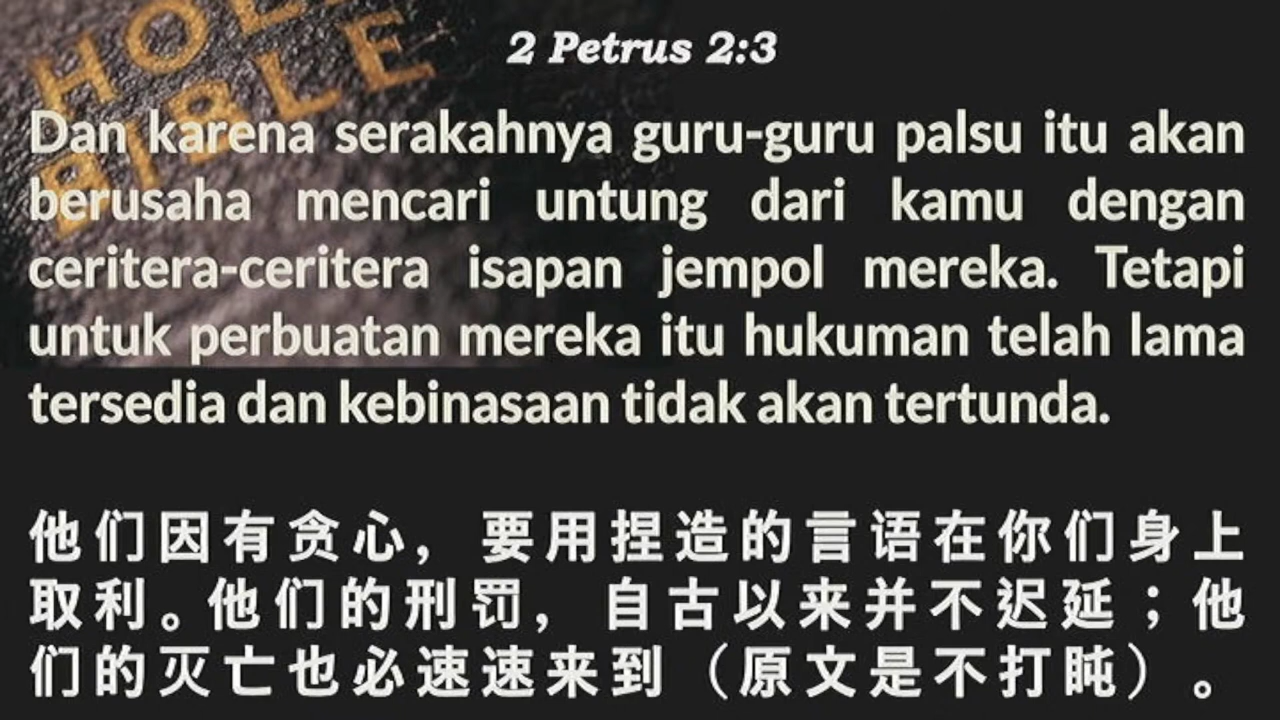 HOLY
BIBLE
2 Petrus 2:3
Dan karena serakahnya guru-guru palsu itu akan
berusaha mencari untung dari kamu dengan
ceritera-ceritera isapan jempol mereka. Tetapi
untuk perbuatan mereka itu hukuman telah lama
tersedia dan kebinasaan tidak akan tertunda.
他们因有贪心，要用捏造的言语在你们身上
取利。他们的刑罚，自古以来并不迟延；他
们的灭亡也必速速来到（原文是不打盹）。